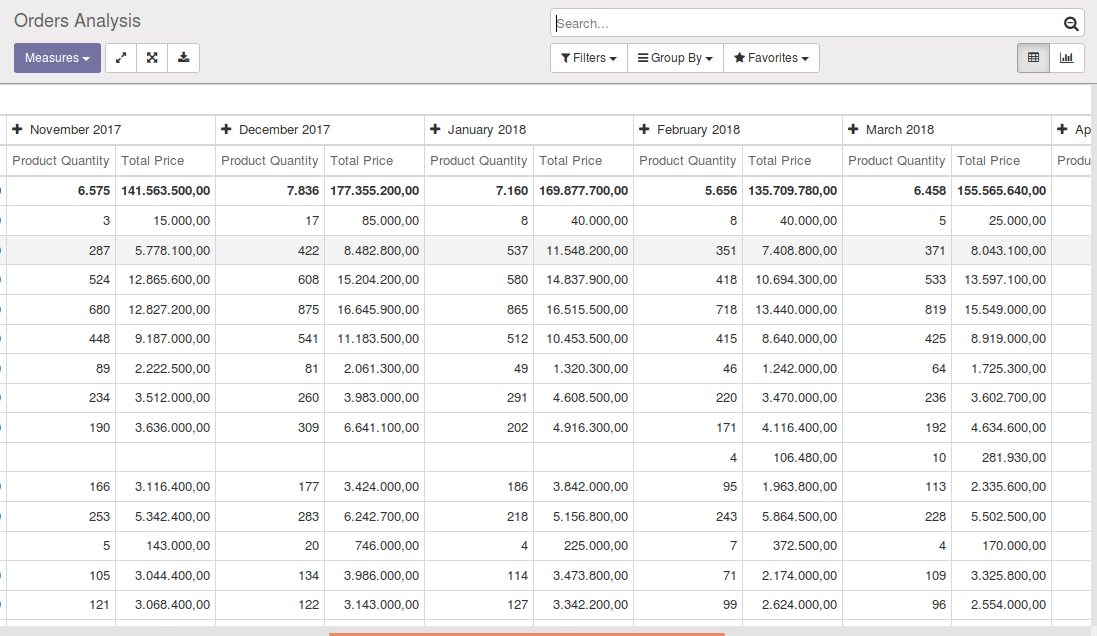 Orders Analysis
Search...
Measures
Filters Group By Favorites
November 2017 December 2017 January 2018 February 2018 March 2018 Ap
Product Quantity Total Price Product Quantity Total Price Product Quantity Total Price Product Quantity Total Price Product Quantity Total Price Produ
6.575 141.563.500,00 7.836 177.355.200,00 7.160 169.877.700,00 5.656 135.709.780,00 6.458 155.565.640,00
3 15.000,00 17 85.000,00 8 40.000,00 8 40.000,00 5 25.000,00
287 5.778.100,00 422 8.482.800,00 537 11.548.200,00 351 7.408.800,00 371 8.043.100,00
524 12.865.600,00 608 15.204.200,00 580 14.837.900,00 418 10.694.300,00 533 13.597.100,00
680 12.827.200,00 875 16.645.900,00 865 16.515.500,00 718 13.440.000,00 819 15.549.000,00
448 9.187.000,00 541 11.183.500,00 512 10.453.500,00 415 8.640.000,00 425 8.919.000,00
89 2.222.500,00 81 2.061.300,00 49 1.320.300,00 46 1.242.000,00 64 1.725.300,00
234 3.512.000,00 260 3.983.000,00 291 4.608.500,00 220 3.470.000,00 236 3.602.700,00
190 3.636.000,00 309 6.641.100,00 202 4.916.300,00 171 4.116.400,00 192 4.634.600,00
4 106.480,00 10 281.930,00
166 3.116.400,00 177 3.424.000,00 186 3.842.000,00 95 1.963.800,00 113 2.335.600,00
253 5.342.400,00 283 6.242.700,00 218 5.156.800,00 243 5.864.500,00 228 5.502.500,00
5 143.000,00 20 746.000,00 4 225.000,00 7 372.500,00 4 170.000,00
105 3.044.400,00 134 3.986.000,00 114 3.473.800,00 71 2.174.000,00 109 3.325.800,00
121 3.068.400,00 122 3.143.000,00 127 3.342.200,00 99 2.624.000,00 96 2.554.000,00